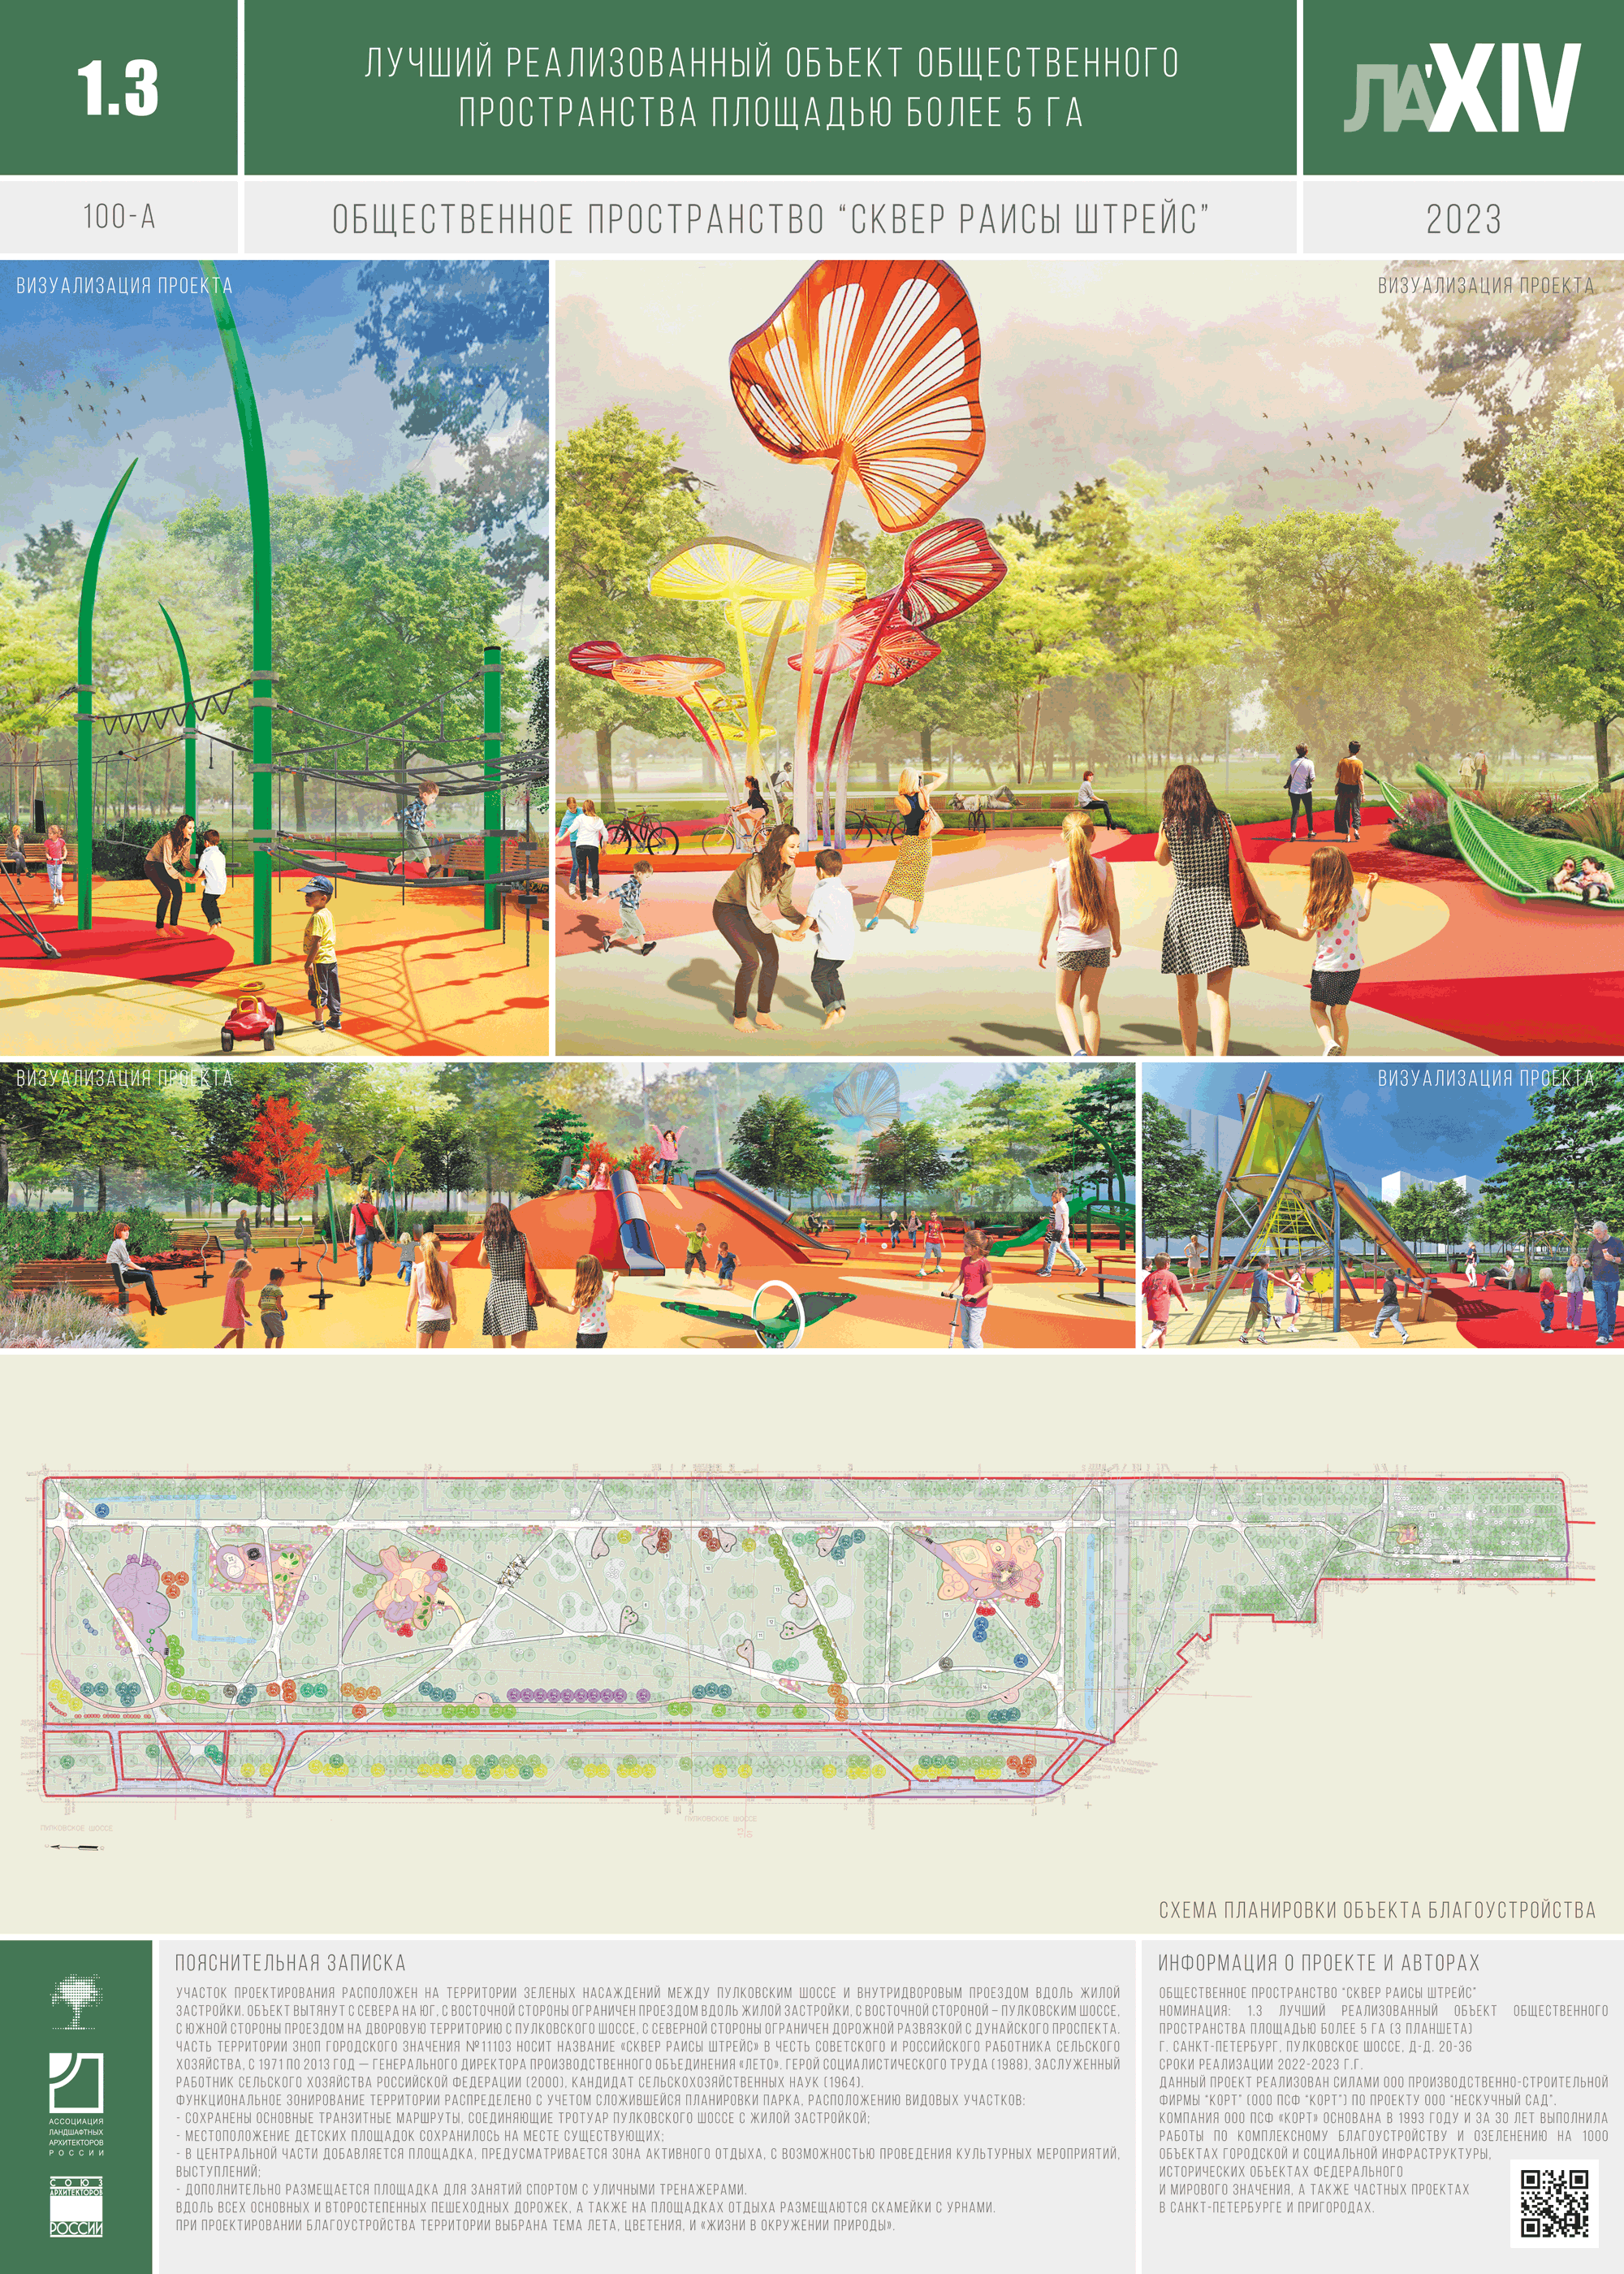 1.3
ЛУЧШИЙ РЕАЛИЗОВАННЫЙ ОБЪЕКТ ОБЩЕСТВЕННОГО
ПРОСТРАНСТВА ПЛОЩАДЬЮ БОЛЕЕ 5 ГА
ЛА'XIV
100-А
ОБЩЕСТВЕННОЕ ПРОСТРАНСТВО “СКВЕР РАИСЫ ШТРЕЙС”
2023
ВИЗУАЛИЗАЦИЯ ПРОЕКТА
ВИЗУАЛИЗАЦИЯ ПРОЕКТА
ВИЗУАЛИЗАЦИЯ ПРОЕКТА
ВИЗУАЛИЗАЦИЯ ПРОЕКТА
ПУЛКОВСКОЕ ШОССЕ
ПУЛКОВСКОЕ ШОССЕ
СХЕМА ПЛАНИРОВКИ ОБЪЕКТА БЛАГОУСТРОЙСТВА
АССОЦИАЦИЯ
ЛАНДШАФТНЫХ
АРХИТЕКТОРОВ
РОССИИ
СОЮЗ
АРХИТЕКТОРОВ
РОССИИ
ПОЯСНИТЕЛЬНАЯ ЗАПИСКА
УЧАСТОК ПРОЕКТИРОВАНИЯ РАСПОЛОЖЕН НА ТЕРРИТОРИИ ЗЕЛЕНЫХ НАСАЖДЕНИЙ МЕЖДУ ПУЛКОВСКИМ ШОССЕ И ВНУТРИДВОРОВЫМ ПРОЕЗДОМ ВДОЛЬ ЖИЛОЙ
ЗАСТРОЙКИ. ОБЪЕКТ ВЫТЯНУТ С СЕВЕРА НА ЮГ, С ВОСТОЧНОЙ СТОРОНЫ ОГРАНИЧЕН ПРОЕЗДОМ ВДОЛЬ ЖИЛОЙ ЗАСТРОЙКИ, С ВОСТОЧНОЙ СТОРОНОЙ – ПУЛКОВСКИМ ШОССЕ,
С ЮЖНОЙ СТОРОНЫ ПРОЕЗДОМ НА ДВОРОВУЮ ТЕРРИТОРИЮ С ПУЛКОВСКОГО ШОССЕ, С СЕВЕРНОЙ СТОРОНЫ ОГРАНИЧЕН ДОРОЖНОЙ РАЗВЯЗКОЙ С ДУНАЙСКОГО ПРОСПЕКТА.
ЧАСТЬ ТЕРРИТОРИИ ЗНОП ГОРОДСКОГО ЗНАЧЕНИЯ №11103 НОСИТ НАЗВАНИЕ «СКВЕР РАИСЫ ШТРЕЙС» В ЧЕСТЬ СОВЕТСКОГО И РОССИЙСКОГО РАБОТНИКА СЕЛЬСКОГО
ХОЗЯЙСТВА, С 1971 ПО 2013 ГОД — ГЕНЕРАЛЬНОГО ДИРЕКТОРА ПРОИЗВОДСТВЕННОГО ОБЪЕДИНЕНИЯ «ЛЕТО». ГЕРОЙ СОЦИАЛИСТИЧЕСКОГО ТРУДА (1988), ЗАСЛУЖЕННЫЙ
РАБОТНИК СЕЛЬСКОГО ХОЗЯЙСТВА РОССИЙСКОЙ ФЕДЕРАЦИИ (2000), КАНДИДАТ СЕЛЬСКОХОЗЯЙСТВЕННЫХ НАУК (1964).
ФУНКЦИОНАЛЬНОЕ ЗОНИРОВАНИЕ ТЕРРИТОРИИ РАСПРЕДЕЛЕНО С УЧЕТОМ СЛОЖИВШЕЙСЯ ПЛАНИРОВКИ ПАРКА, РАСПОЛОЖЕНИЮ ВИДОВЫХ УЧАСТКОВ:
- СОХРАНЕНЫ ОСНОВНЫЕ ТРАНЗИТНЫЕ МАРШРУТЫ, СОЕДИНЯЮЩИЕ ТРОТУАР ПУЛКОВСКОГО ШОССЕ С ЖИЛОЙ ЗАСТРОЙКОЙ;
- МЕСТОПОЛОЖЕНИЕ ДЕТСКИХ ПЛОЩАДОК СОХРАНИЛОСЬ НА МЕСТЕ СУЩЕСТВУЮЩИХ;
- В ЦЕНТРАЛЬНОЙ ЧАСТИ ДОБАВЛЯЕТСЯ ПЛОЩАДКА, ПРЕДУСМАТРИВАЕТСЯ ЗОНА АКТИВНОГО ОТДЫХА, С ВОЗМОЖНОСТЬЮ ПРОВЕДЕНИЯ КУЛЬТУРНЫХ МЕРОПРИЯТИЙ,
ВЫСТУПЛЕНИЙ;
- ДОПОЛНИТЕЛЬНО РАЗМЕЩАЕТСЯ ПЛОЩАДКА ДЛЯ ЗАНЯТИЙ СПОРТОМ С УЛИЧНЫМИ ТРЕНАЖЕРАМИ.
ВДОЛЬ ВСЕХ ОСНОВНЫХ И ВТОРОСТЕПЕННЫХ ПЕШЕХОДНЫХ ДОРОЖЕК, А ТАКЖЕ НА ПЛОЩАДКАХ ОТДЫХА РАЗМЕЩАЮТСЯ СКАМЕЙКИ С УРНАМИ.
ПРИ ПРОЕКТИРОВАНИИ БЛАГОУСТРОЙСТВА ТЕРРИТОРИИ ВЫБРАНА ТЕМА ЛЕТА, ЦВЕТЕНИЯ, И «ЖИЗНИ В ОКРУЖЕНИИ ПРИРОДЫ».
ИНФОРМАЦИЯ О ПРОЕКТЕ И АВТОРАХ
ОБЩЕСТВЕННОЕ ПРОСТРАНСТВО “СКВЕР РАИСЫ ШТРЕЙС”
НОМИНАЦИЯ: 1.3 ЛУЧШИЙ РЕАЛИЗОВАННЫЙ ОБЪЕКТ ОБЩЕСТВЕННОГО
ПРОСТРАНСТВА ПЛОЩАДЬЮ БОЛЕЕ 5 ГА (3 ПЛАНШЕТА)
Г. САНКТ-ПЕТЕРБУРГ, ПУЛКОВСКОЕ ШОССЕ, Д-Д. 20-36
СРОКИ РЕАЛИЗАЦИИ 2022-2023 Г.Г.
ДАННЫЙ ПРОЕКТ РЕАЛИЗОВАН СИЛАМИ ООО ПРОИЗВОДСТВЕННО-СТРОИТЕЛЬНОЙ
ФИРМЫ “КОРТ” (ООО ПСФ “КОРТ”) ПО ПРОЕКТУ ООО “НЕСКУЧНЫЙ САД”.
КОМПАНИЯ ООО ПСФ «КОРТ» ОСНОВАНА В 1993 ГОДУ И ЗА 30 ЛЕТ ВЫПОЛНИЛА
РАБОТЫ ПО КОМПЛЕКСНОМУ БЛАГОУСТРОЙСТВУ И ОЗЕЛЕНЕНИЮ НА 1000
ОБЪЕКТАХ ГОРОДСКОЙ И СОЦИАЛЬНОЙ ИНФРАСТРУКТУРЫ,
ИСТОРИЧЕСКИХ ОБЪЕКТАХ ФЕДЕРАЛЬНОГО
И МИРОВОГО ЗНАЧЕНИЯ, А ТАКЖЕ ЧАСТНЫХ ПРОЕКТАХ
В САНКТ-ПЕТЕРБУРГЕ И ПРИГОРОДАХ.